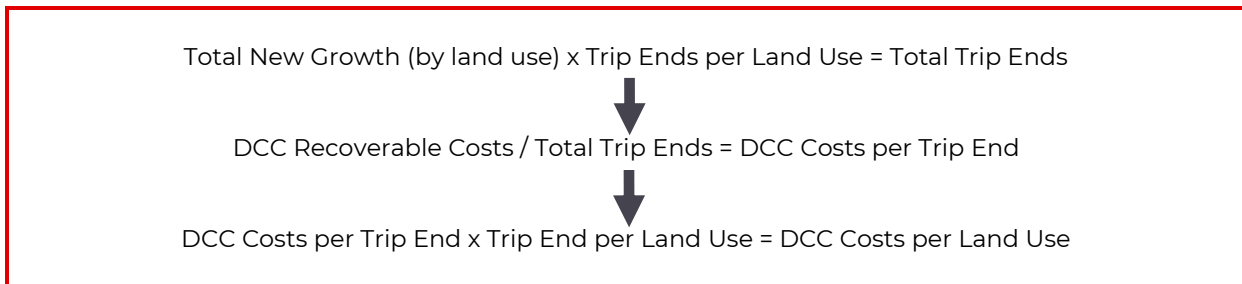 Total New Growth (by land use) x Trip Ends per Land Use = Total Trip Ends
DCC Recoverable Costs / Total Trip Ends = DCC Costs per Trip End
DCC Costs per Trip End x Trip End per Land Use = DCC Costs per Land Use